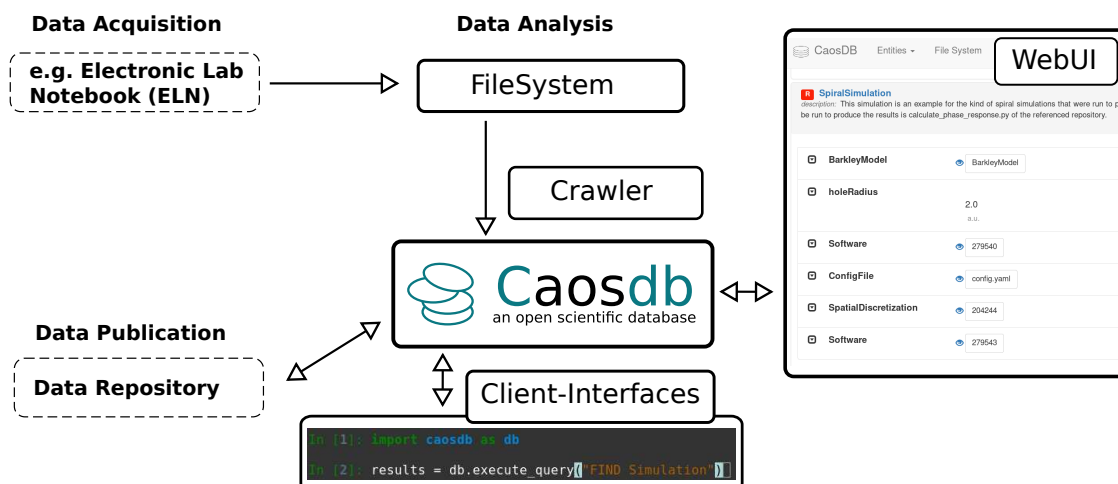 Data Acquisition
Data Analysis
e.g. Electronic Lab
Notebook (ELN)
FileSystem
Crawler
Caosdb
an open scientific database
Data Publication
Data Repository
Client-Interfaces
In [1]: import caosdb as db
In [2]: results = db.execute_query("FIND Simulation")
CaosDB Entities File System
WebUI
R SpiralSimulation
description: This simulation is an example for the kind of spiral simulations that were run to p
be run to produce the results is calculate_phase_response.py of the referenced repository.
BarkleyModel BarkleyModel
holeRadius
2.0
a.u.
Software 279540
ConfigFile config.yaml
SpatialDiscretization 204244
Software 279543